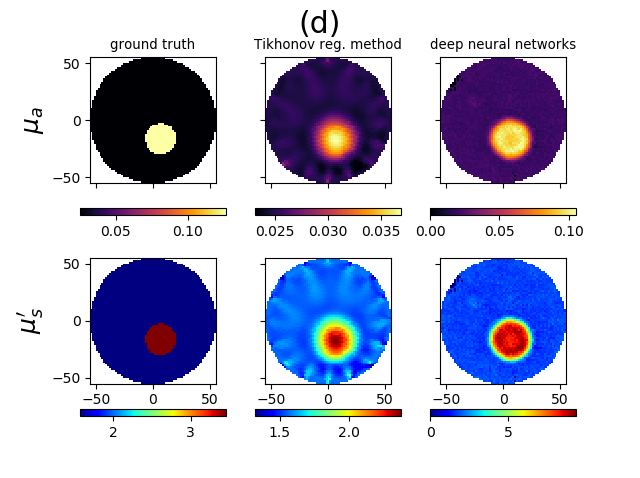 (d)
ground truth Tikhonov reg. method deep neural networks
50
0
−50
μa
0.05 0.10 0.025 0.030 0.035 0.00 0.05 0.10
50
0
−50
μ′s
−50 0 50 −50 0 50 −50 0 50
2 3 1.5 2.0 0 5